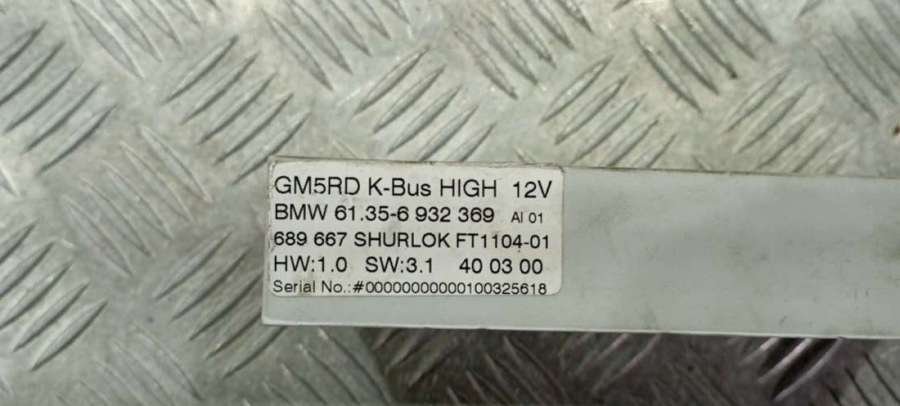 GM5RD K-Bus HIGH 12V
BMW 61.35-6 932 369 AI 01
689 667 SHURLOK FT1104-01
HW:1.0 SW:3.1 40 03 00
Serial No.:#00000000000100325618